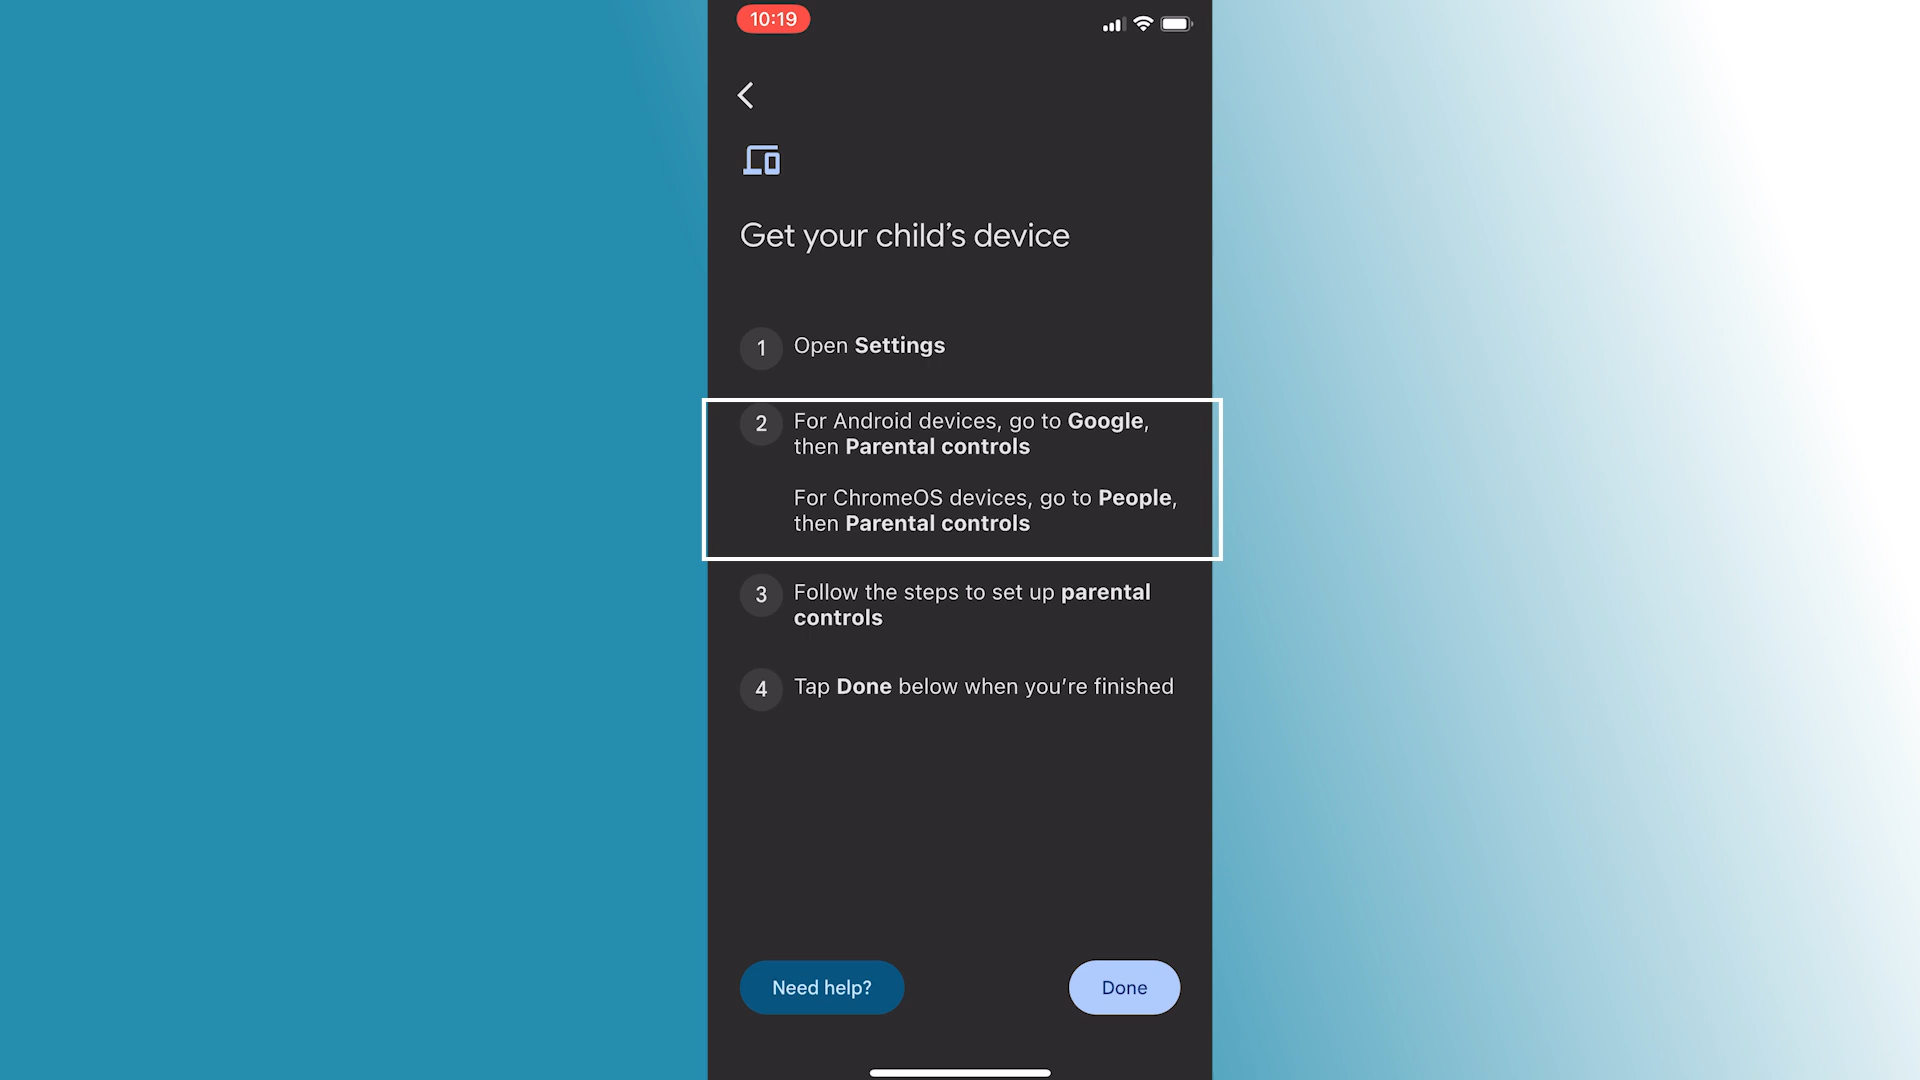 10:19
Get your child’s device
1 Open Settings
2 For Android devices, go to Google,
then Parental controls
For ChromeOS devices, go to People,
then Parental controls
3 Follow the steps to set up parental
controls
4 Tap Done below when you’re finished
Need help?
Done